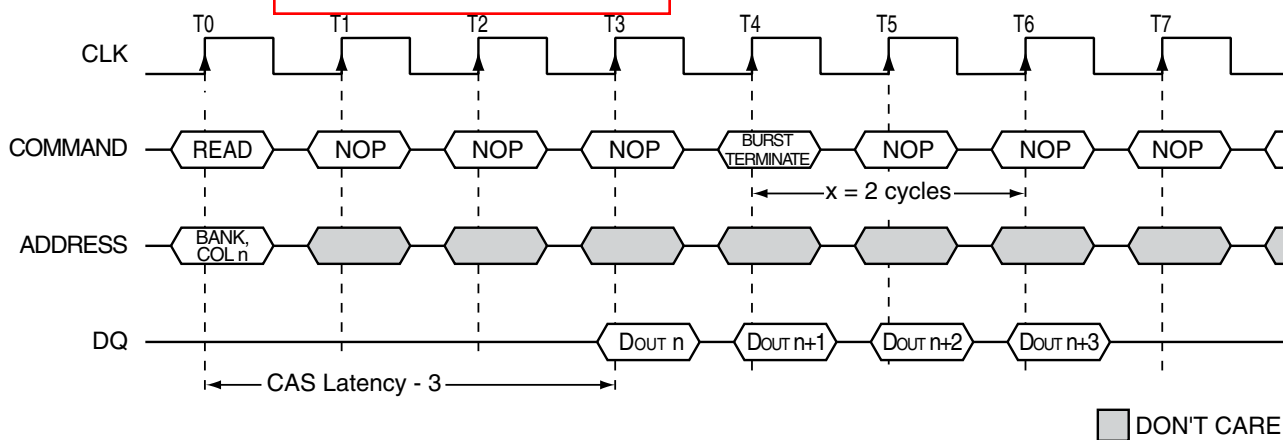 T0 T1 T2 T3 T4 T5 T6 T7
CLK
COMMAND READ NOP NOP NOP BURST TERMINATE NOP NOP NOP
x = 2 cycles
ADDRESS BANK, COL n
DQ DOUT n DOUT n+1 DOUT n+2 DOUT n+3
CAS Latency - 3
DON'T CARE